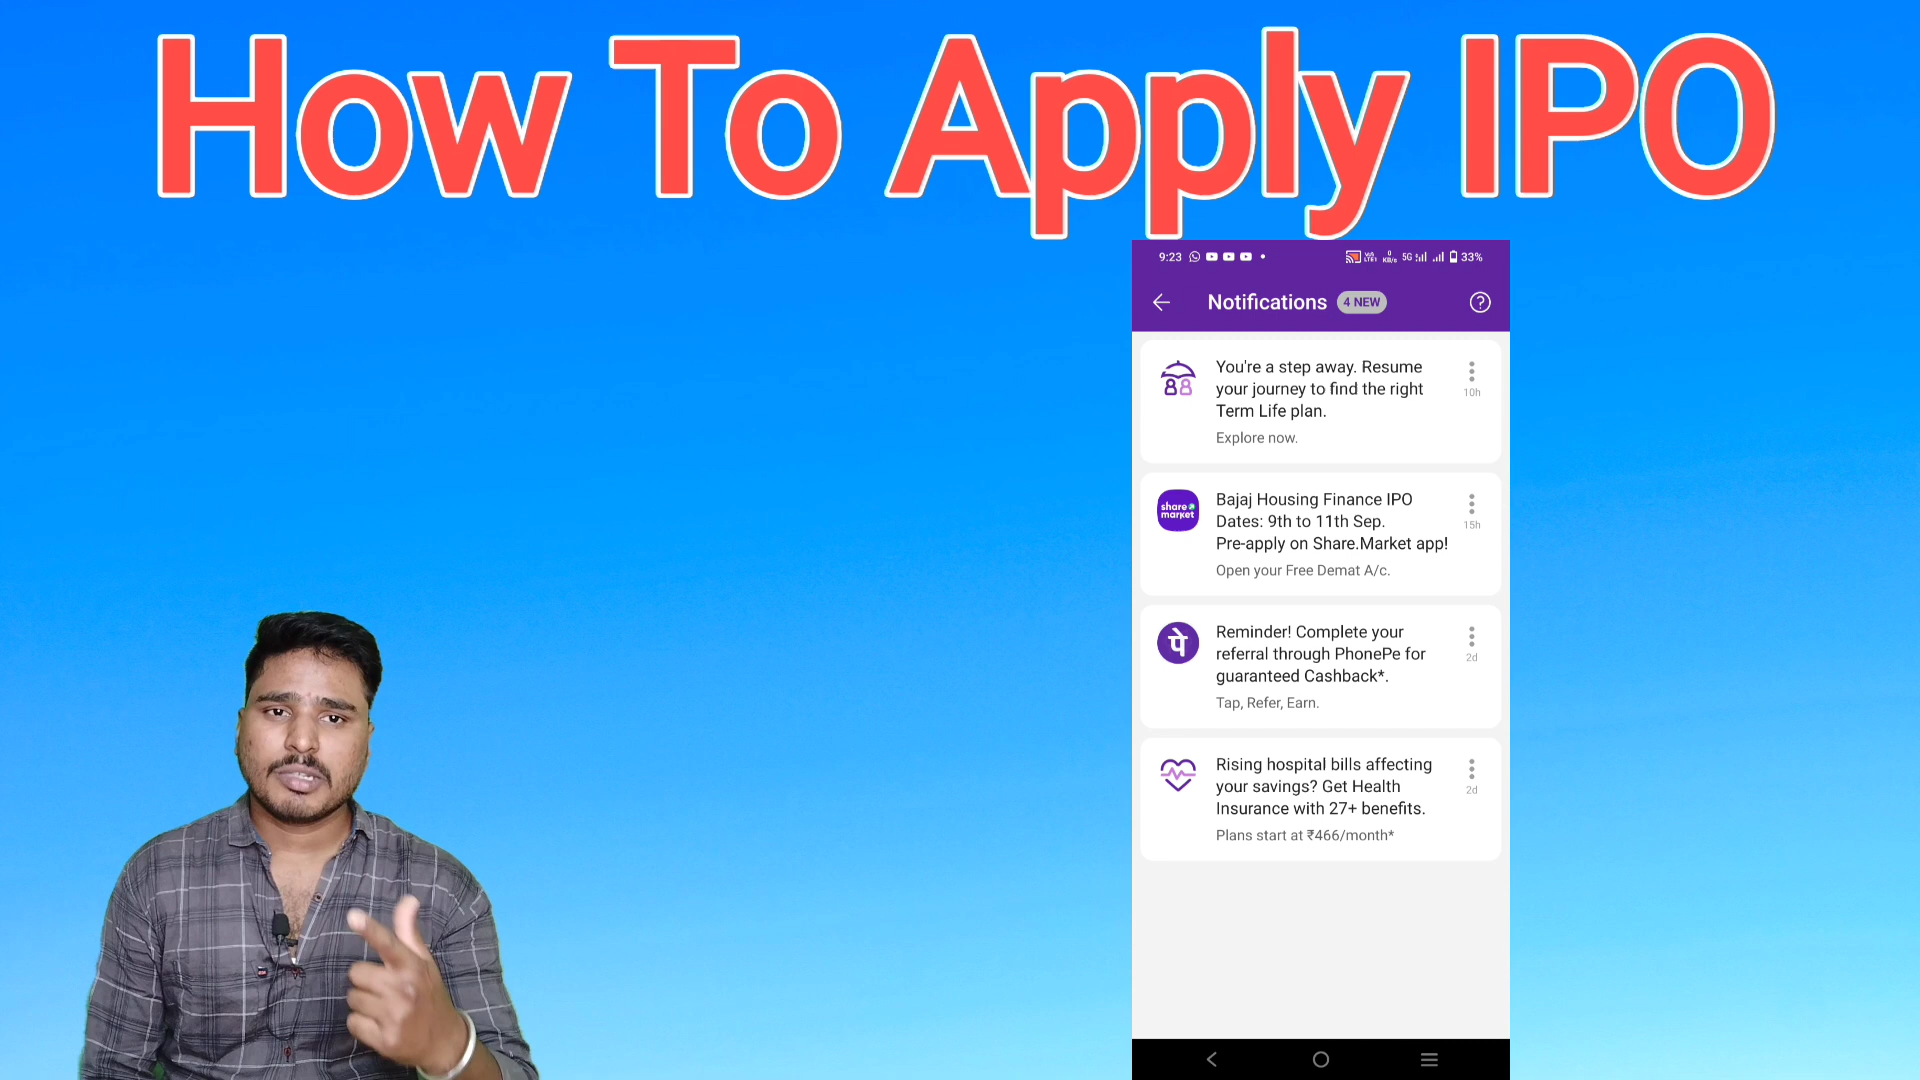 How To Apply IPO
9:23
5G
33%
Notifications
4 NEW
You're a step away. Resume
your journey to find the right
Term Life plan.
Explore now.
10h
share
market
Bajaj Housing Finance IPO
Dates: 9th to 11th Sep.
Pre-apply on Share.Market app!
Open your Free Demat A/c.
15h
पे
Reminder! Complete your
referral through PhonePe for
guaranteed Cashback*.
Tap, Refer, Earn.
2d
Rising hospital bills affecting
your savings? Get Health
Insurance with 27+ benefits.
Plans start at ₹466/month*
2d